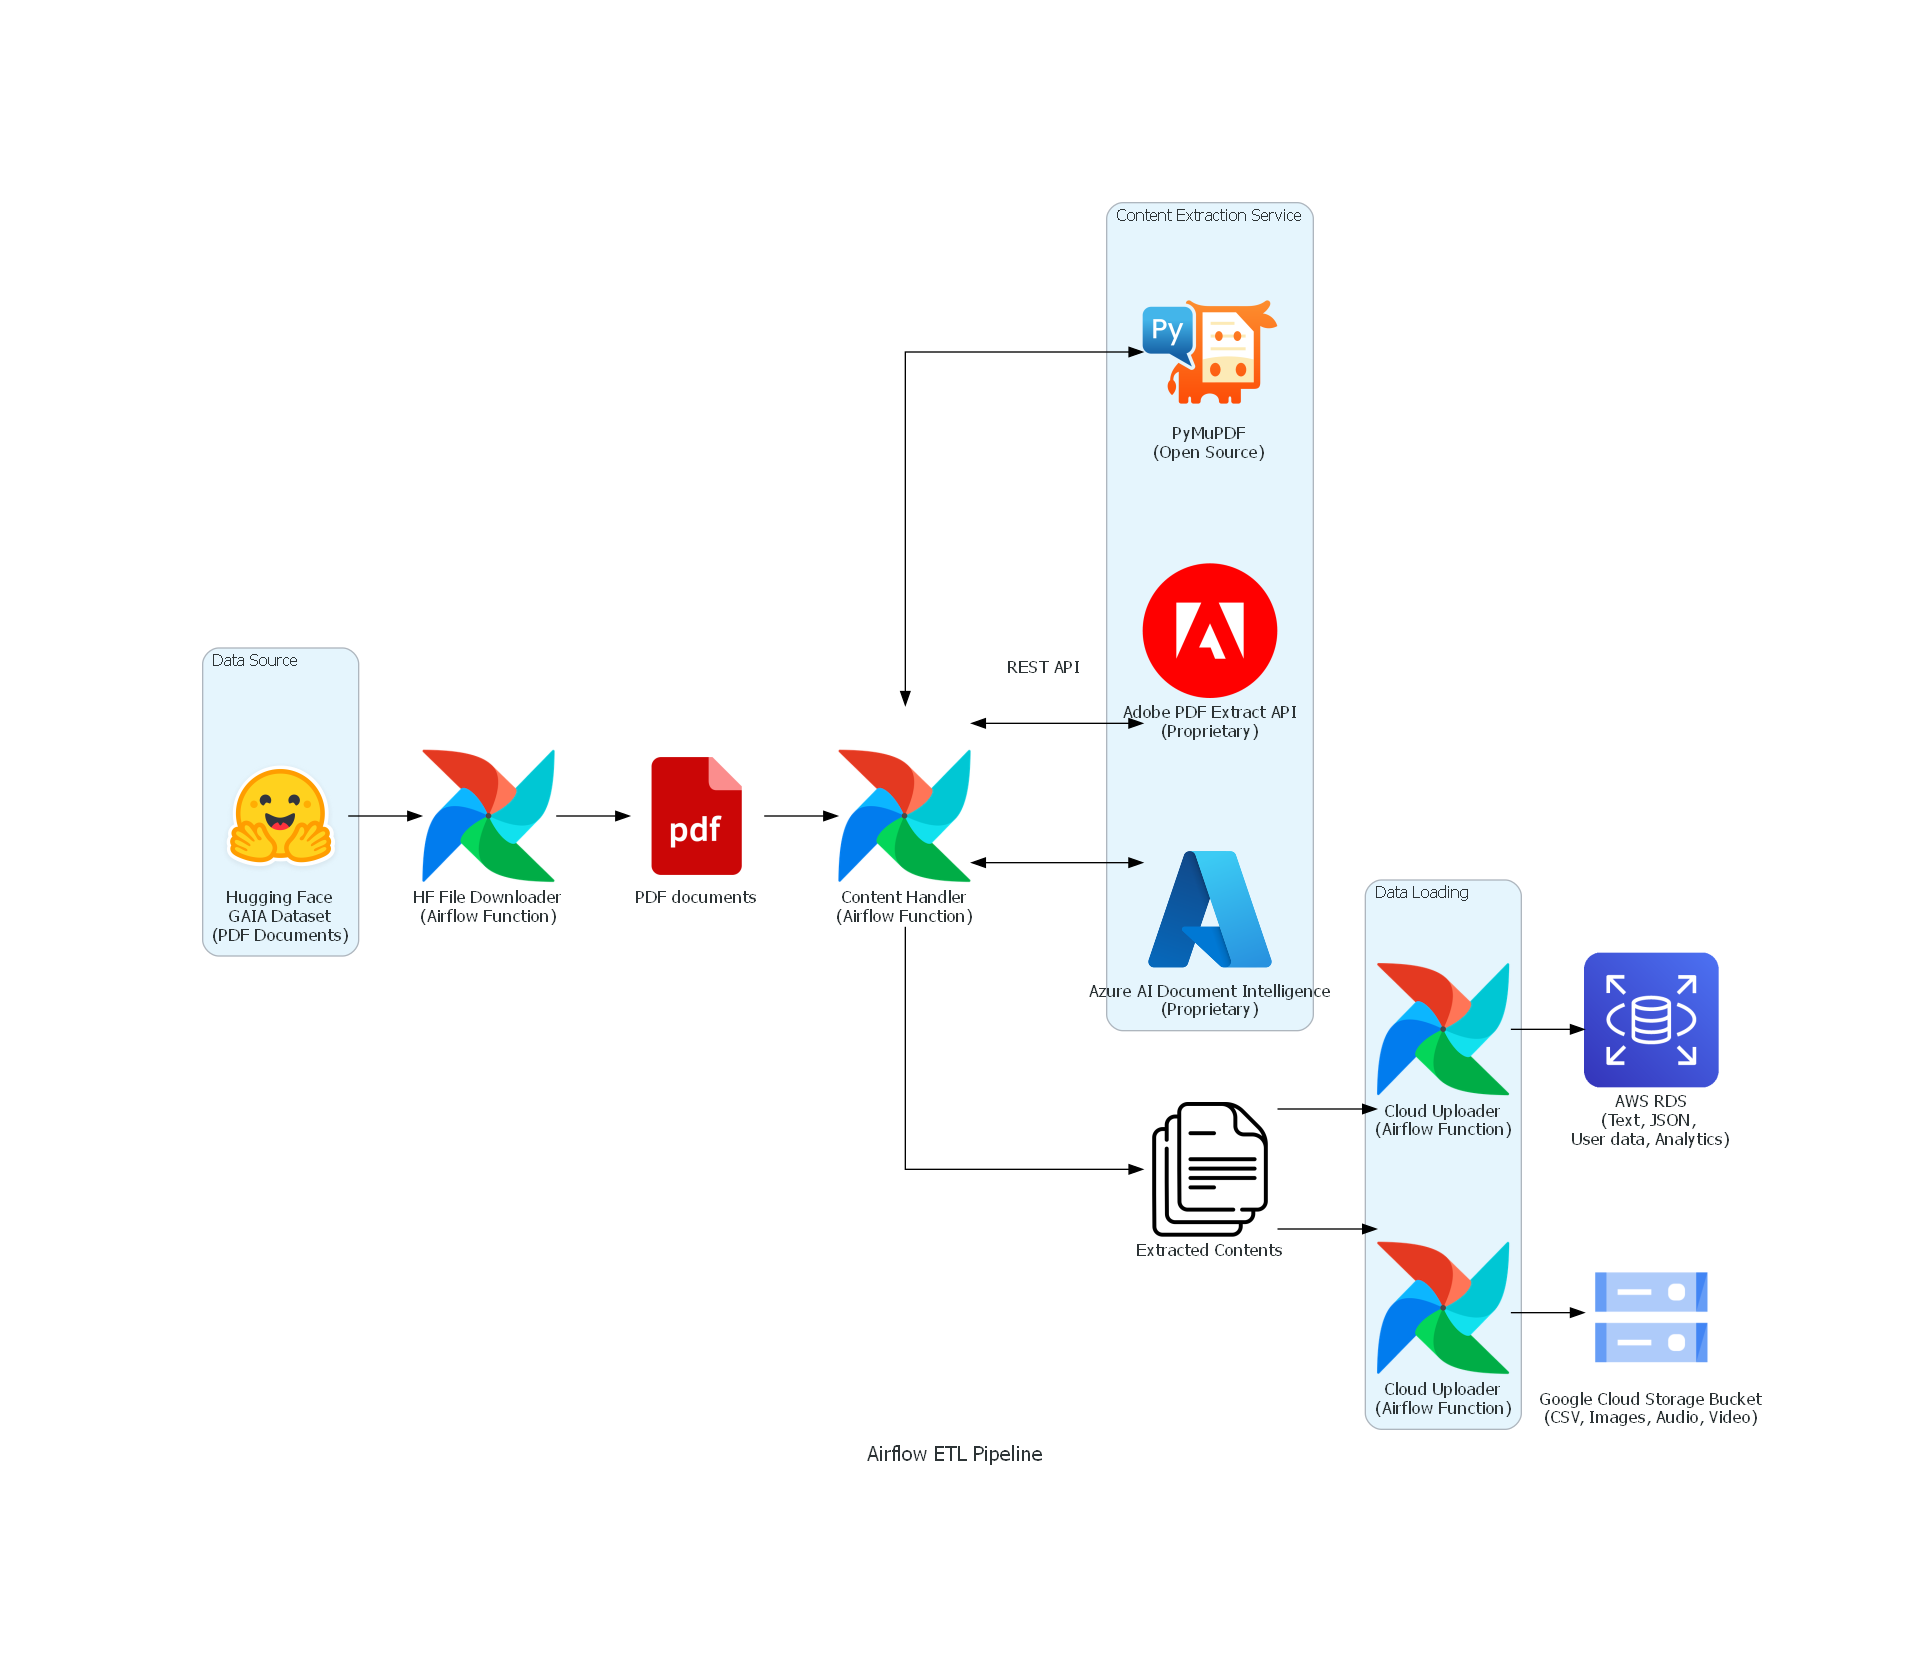 Content Extraction Service
Py
PyMuPDF
(Open Source)
REST API
Adobe PDF Extract API
(Proprietary)
Data Source
Hugging Face
GAIA Dataset
(PDF Documents)
HF File Downloader
(Airflow Function)
pdf
PDF documents
Content Handler
(Airflow Function)
Azure AI Document Intelligence
(Proprietary)
Data Loading
Cloud Uploader
(Airflow Function)
AWS RDS
(Text, JSON,
User data, Analytics)
Extracted Contents
Cloud Uploader
(Airflow Function)
Google Cloud Storage Bucket
(CSV, Images, Audio, Video)
Airflow ETL Pipeline